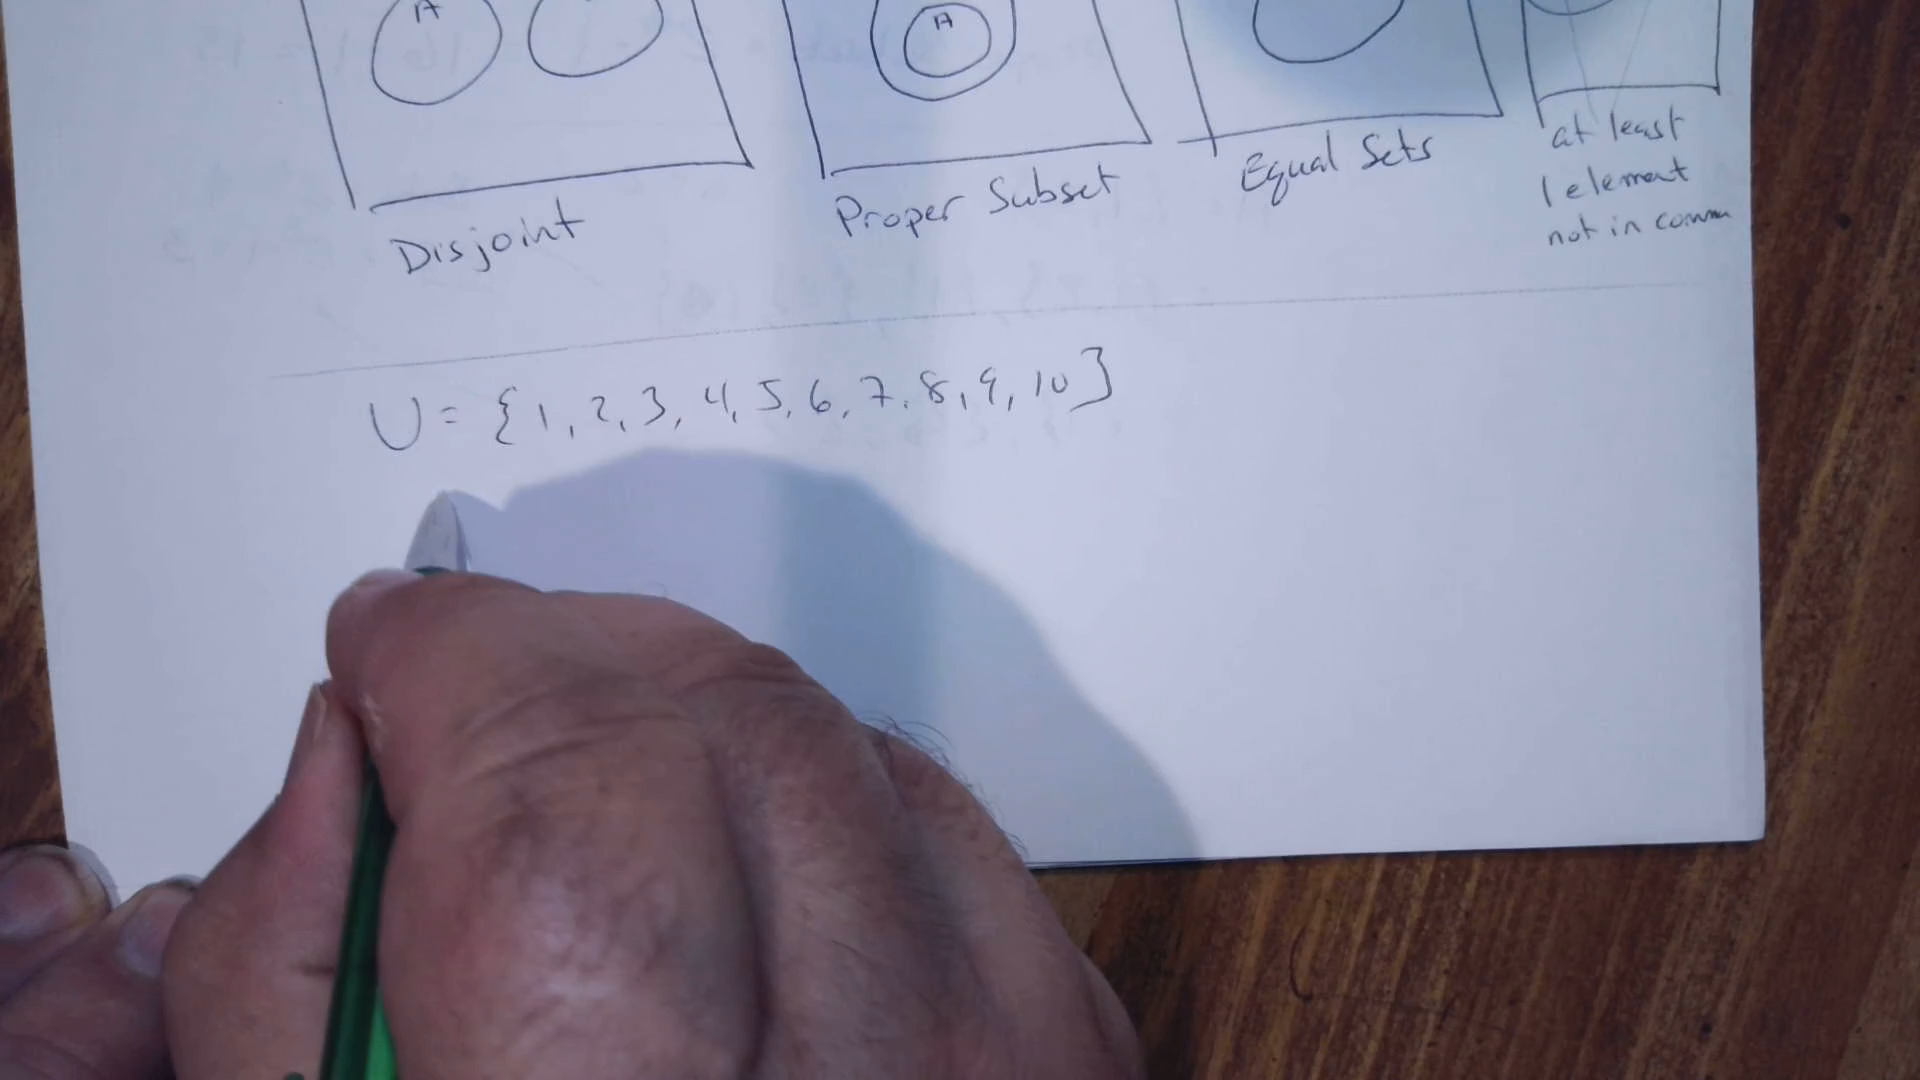 A
A
Disjoint
Proper Subset
Equal Sets
at least
1 element
not in comm
U = {1, 2, 3, 4, 5, 6, 7, 8, 9, 10}